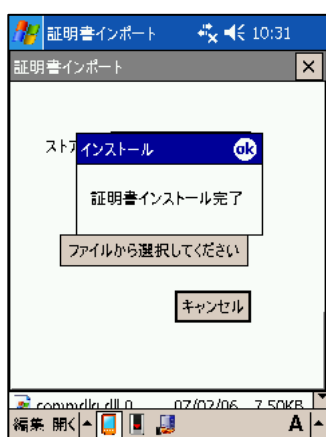 証明書インポート 10:31
証明書インポート
ストア
インストール ok
証明書インストール完了
ファイルから選択してください
キャンセル
commdlg.dll.0 07/02/06 7.50KB
編集 開く A